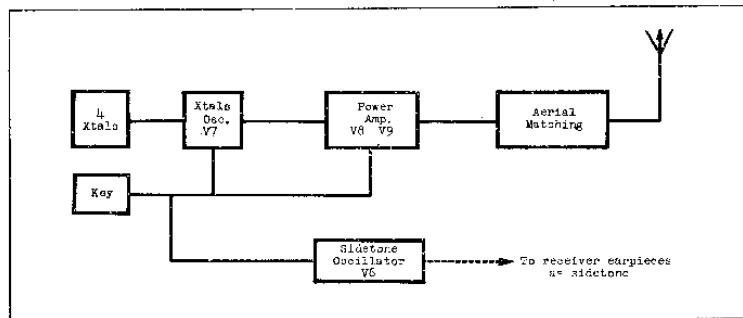 4
Xtals
Xtals
Osc.
V7
Power
Amp.
V8 V9
Aerial
Matching
Key
Sidetone
Oscillator
V6
To receiver earpieces
as sidetone